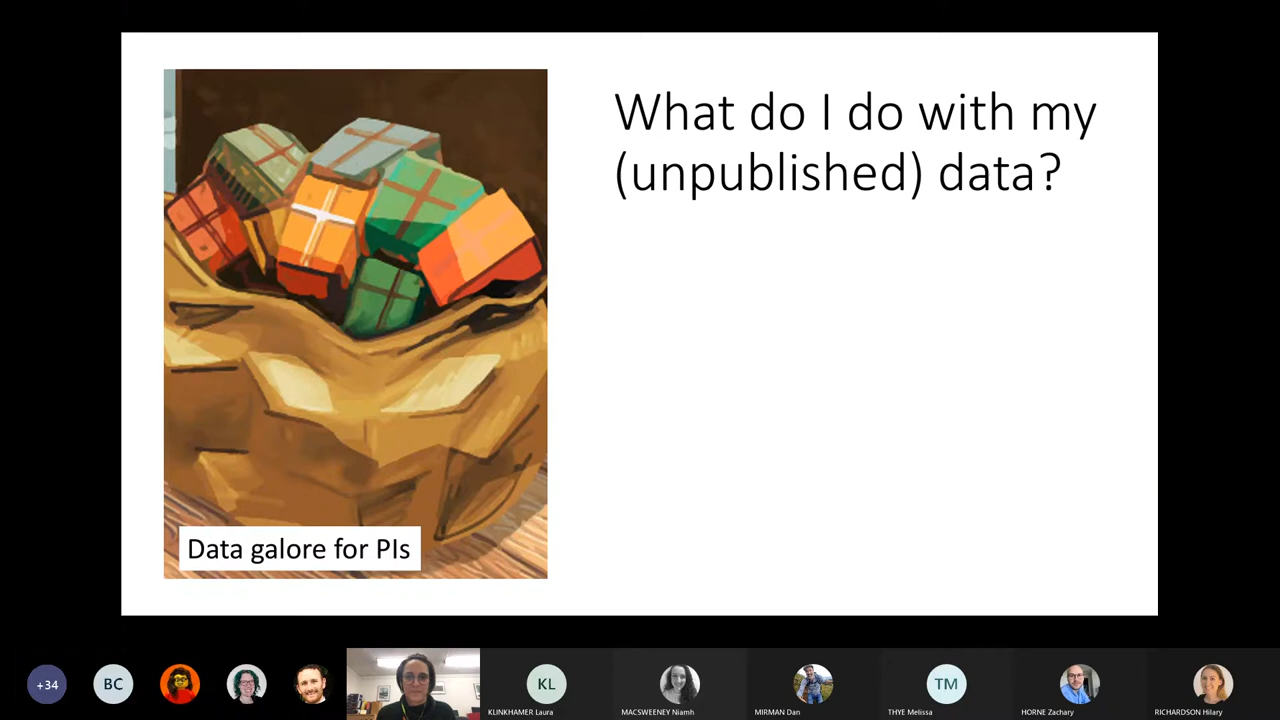 What do I do with my
(unpublished) data?
Data galore for PIs
+34
BC
KL
TM
KLINKHAMER Laura
MACSWEENEY Niamh
MIRMAN Dan
THYE Melissa
HORNE Zachary
RICHARDSON Hilary